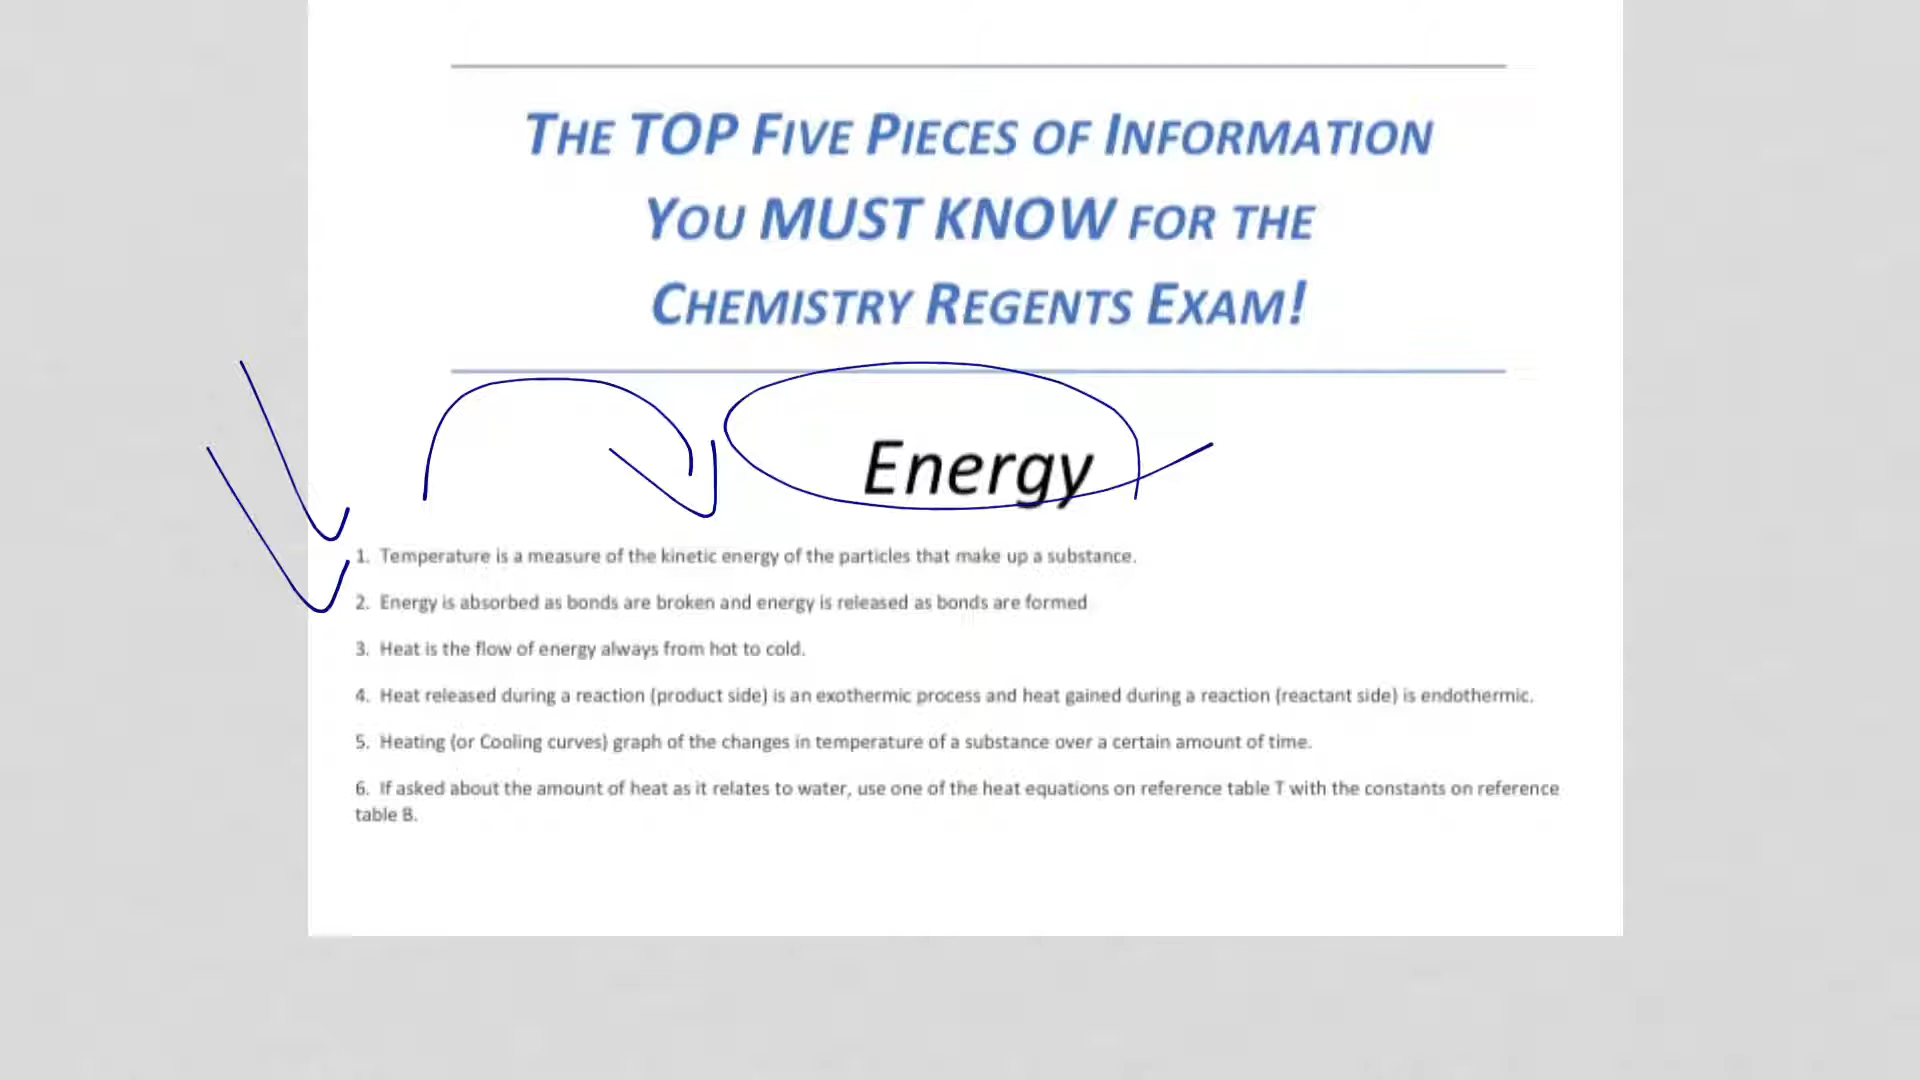 THE TOP FIVE PIECES OF INFORMATION
YOU MUST KNOW FOR THE
CHEMISTRY REGENTS EXAM!
Energy
1. Temperature is a measure of the kinetic energy of the particles that make up a substance.
2. Energy is absorbed as bonds are broken and energy is released as bonds are formed
3. Heat is the flow of energy always from hot to cold.
4. Heat released during a reaction (product side) is an exothermic process and heat gained during a reaction (reactant side) is endothermic.
5. Heating (or Cooling curves) graph of the changes in temperature of a substance over a certain amount of time.
6. If asked about the amount of heat as it relates to water, use one of the heat equations on reference table T with the constants on reference
table B.